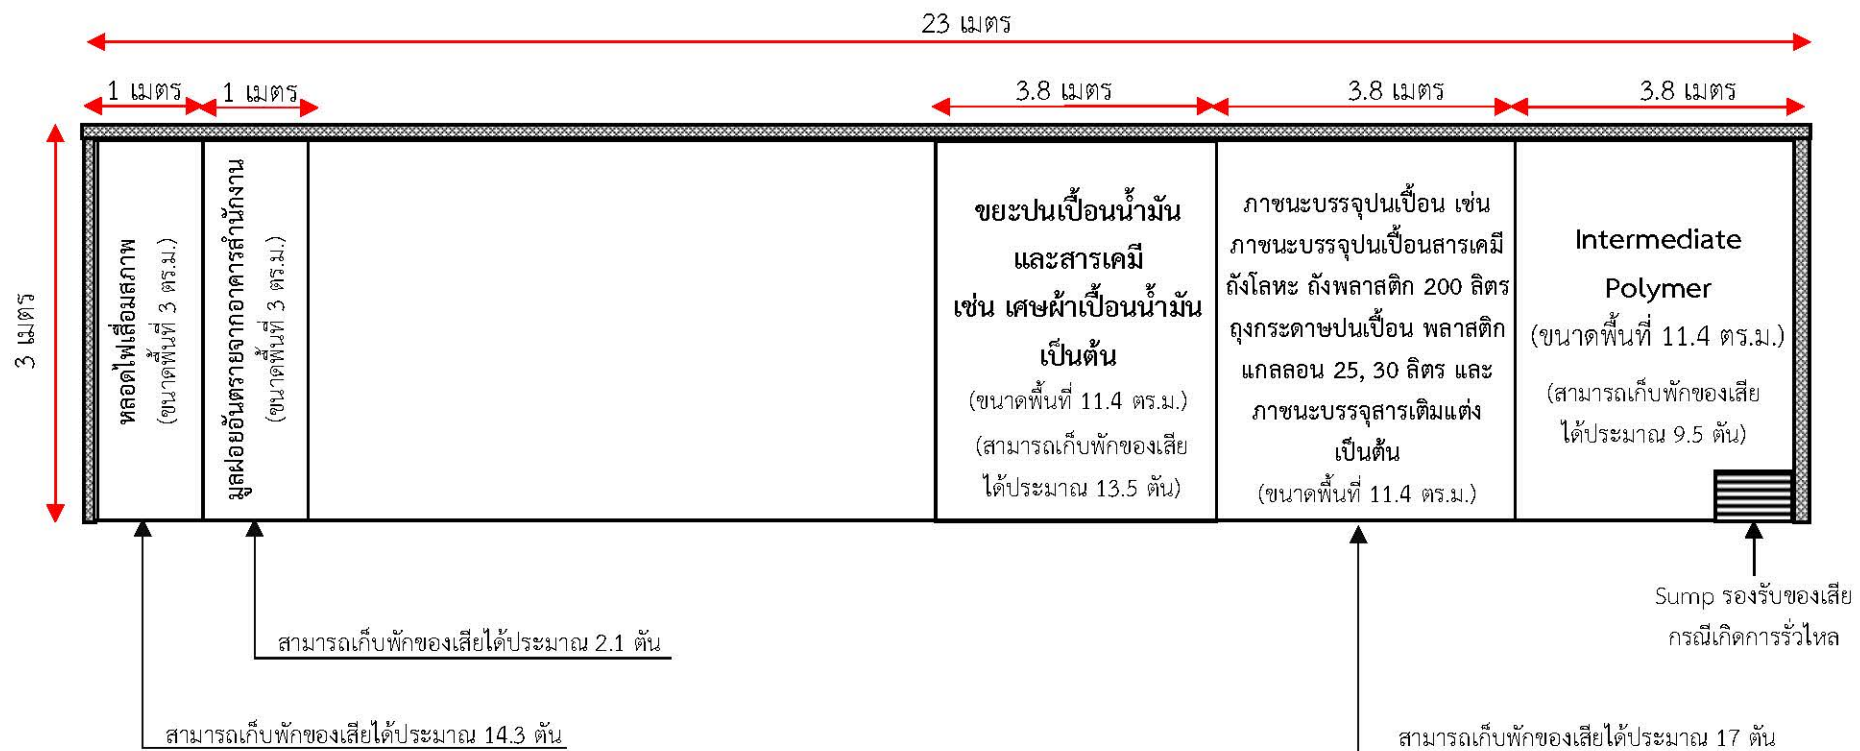 23 เมตร
1 เมตร
1 เมตร
3.8 เมตร
3.8 เมตร
3.8 เมตร
3 เมตร
หลอดไฟเสื่อมสภาพ
(ขนาดพื้นที่ 3 ตร.ม.)
มูลฝอยอันตรายจากอาคารสำนักงาน
(ขนาดพื้นที่ 3 ตร.ม.)
ขยะปนเปื้อนน้ำมัน
และสารเคมี
เช่น เศษผ้าเปื้อนน้ำมัน
เป็นต้น
(ขนาดพื้นที่ 11.4 ตร.ม.)
(สามารถเก็บพักของเสีย
ได้ประมาณ 13.5 ตัน)
ภาชนะบรรจุปนเปื้อน เช่น
ภาชนะบรรจุปนเปื้อนสารเคมี
ถังโลหะ ถังพลาสติก 200 ลิตร
ถุงกระดาษปนเปื้อน พลาสติก
แกลลอน 25, 30 ลิตร และ
ภาชนะบรรจุสารเติมแต่ง
เป็นต้น
(ขนาดพื้นที่ 11.4 ตร.ม.)
Intermediate
Polymer
(ขนาดพื้นที่ 11.4 ตร.ม.)
(สามารถเก็บพักของเสีย
ได้ประมาณ 9.5 ตัน)
Sump รองรับของเสีย
กรณีเกิดการรั่วไหล
สามารถเก็บพักของเสียได้ประมาณ 2.1 ตัน
สามารถเก็บพักของเสียได้ประมาณ 14.3 ตัน
สามารถเก็บพักของเสียได้ประมาณ 17 ตัน